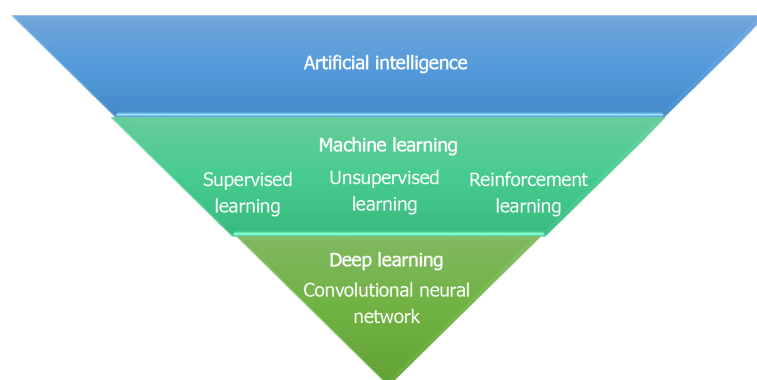 Artificial intelligence
Machine learning
Supervised
learning
Unsupervised
learning
Reinforcement
learning
Deep learning
Convolutional neural
network